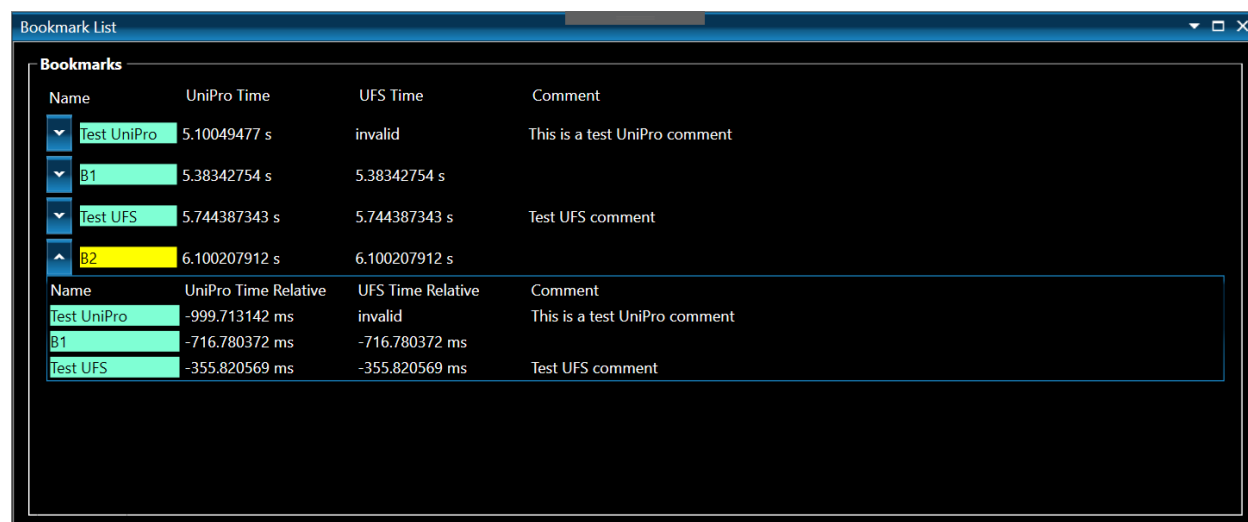 Bookmark List
Bookmarks
Name UniPro Time UFS Time Comment
Test UniPro 5.10049477 s invalid This is a test UniPro comment
B1 5.38342754 s 5.38342754 s
Test UFS 5.744387343 s 5.744387343 s Test UFS comment
B2 6.100207912 s 6.100207912 s
Name UniPro Time Relative UFS Time Relative Comment
Test UniPro -999.713142 ms invalid This is a test UniPro comment
B1 -716.780372 ms -716.780372 ms
Test UFS -355.820569 ms -355.820569 ms Test UFS comment